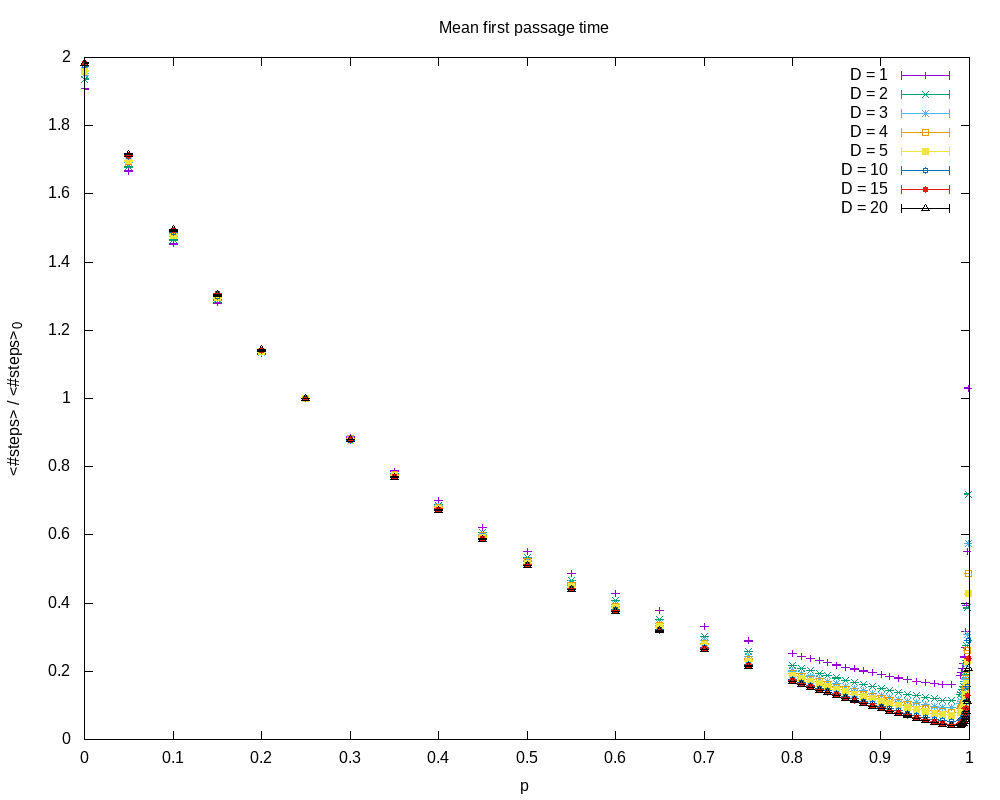 Mean first passage time
2
1.8
1.6
1.4
1.2
1
0.8
0.6
0.4
0.2
0
<#steps> / <#steps>0
D = 1
D = 2
D = 3
D = 4
D = 5
D = 10
D = 15
D = 20
0 0.1 0.2 0.3 0.4 0.5 0.6 0.7 0.8 0.9 1
p